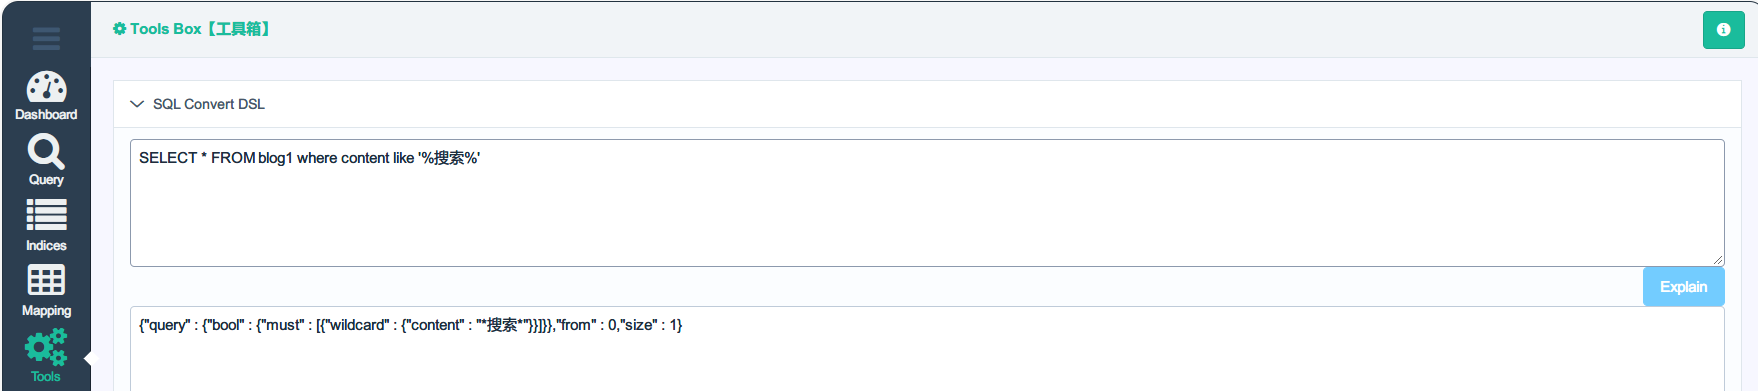 Tools Box【工具箱】
Dashboard
Query
Indices
Mapping
Tools
SQL Convert DSL
SELECT * FROM blog1 where content like '%搜索%'
Explain
{"query" : {"bool" : {"must" : [{"wildcard" : {"content" : "*搜索*"}}]}},"from" : 0,"size" : 1}